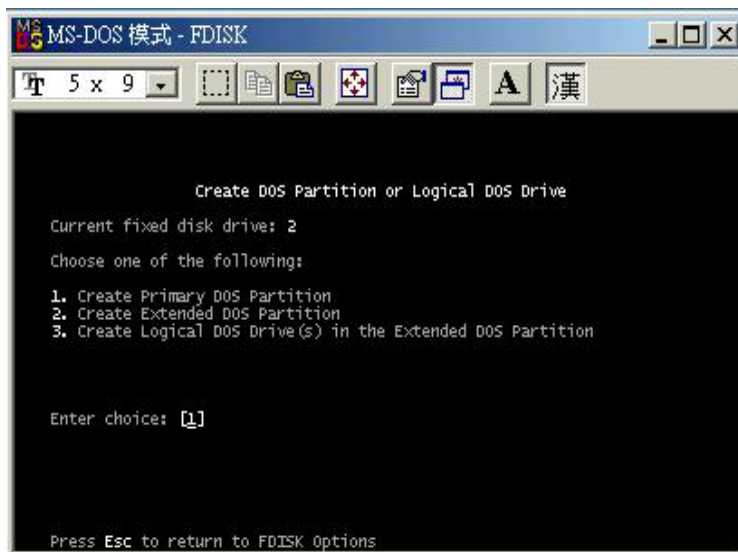 MS-DOS 模式 - FDISK
5 x 9
A 漢
Create DOS Partition or Logical DOS Drive
Current fixed disk drive: 2
Choose one of the following:
1. Create Primary DOS Partition
2. Create Extended DOS Partition
3. Create Logical DOS Drive(s) in the Extended DOS Partition
Enter choice: [1]
Press Esc to return to FDISK Options